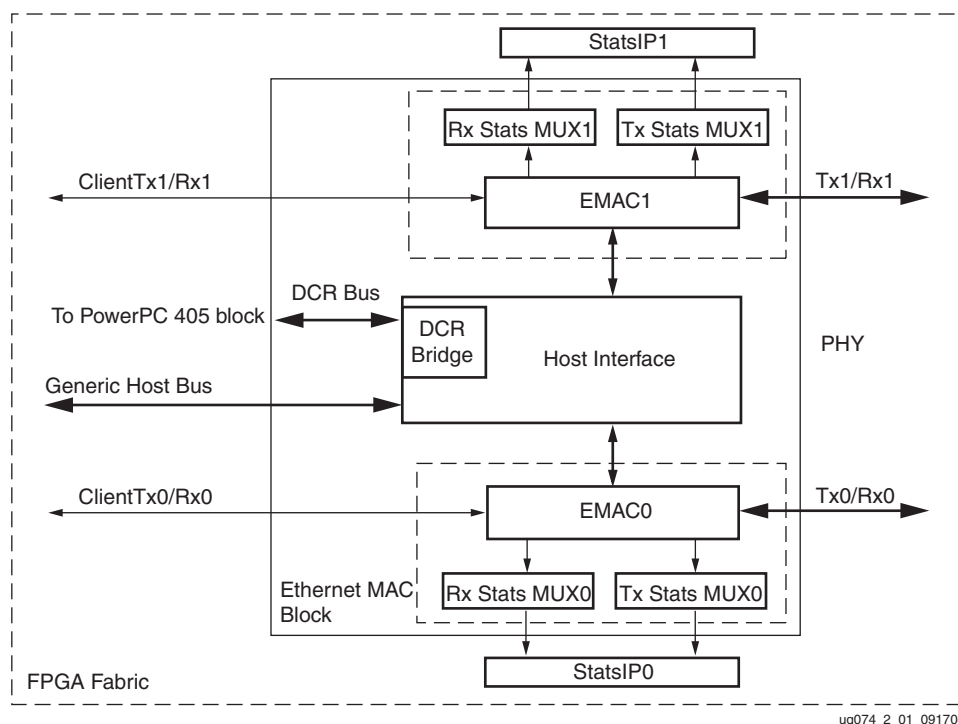 StatsIP1
Rx Stats MUX1
Tx Stats MUX1
ClientTx1/Rx1
EMAC1
Tx1/Rx1
DCR Bus
To PowerPC 405 block
DCR
Bridge
Host Interface
PHY
Generic Host Bus
ClientTx0/Rx0
EMAC0
Tx0/Rx0
Ethernet MAC
Block
Rx Stats MUX0
Tx Stats MUX0
StatsIP0
FPGA Fabric
ug074_2_01_09170